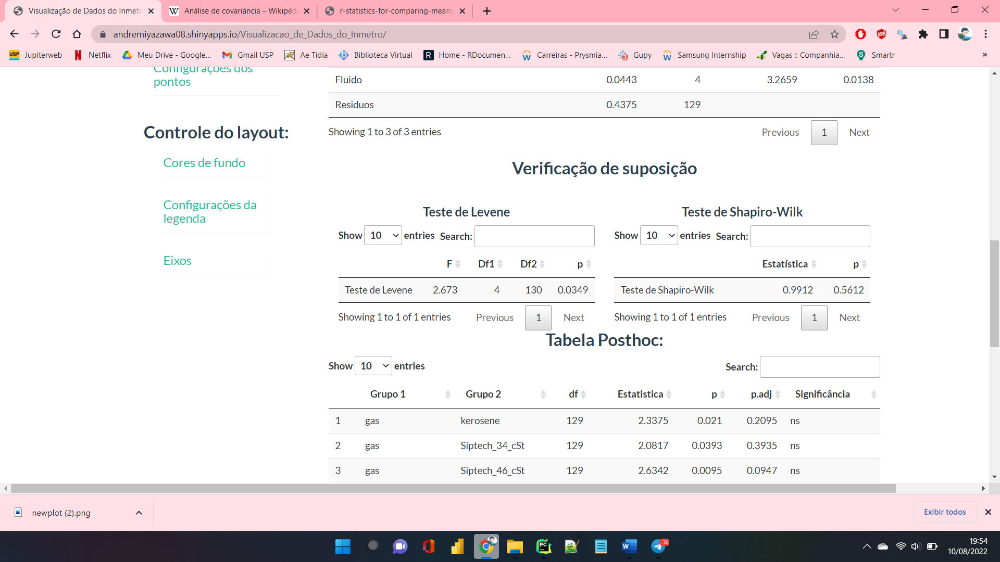 Visualização de Dados do Inmetr
Análise de covariância – Wikipéd
r-statistics-for-comparing-means
andremiyazawa08.shinyapps.io/Visualizacao_de_Dados_do_Inmetro/
USP Jupiterweb
Netflix
Meu Drive - Google...
Gmail USP
Ae Tidia
Biblioteca Virtual
R Home - RDocumen...
Carreiras - Prysmia...
Gupy
Samsung Internship
Vagas :: Companhia...
S Smartr
»
Configurações dos
pontos
Controle do layout:
Cores de fundo
Configurações da
legenda
Eixos
Fluido 0.0443 4 3.2659 0.0138
Residuos 0.4375 129
Showing 1 to 3 of 3 entries Previous 1 Next
Verificação de suposição
Teste de Levene
Show 10 entries Search:
F Df1 Df2 p
Teste de Levene 2.673 4 130 0.0349
Showing 1 to 1 of 1 entries Previous 1 Next
Teste de Shapiro-Wilk
Show 10 entries Search:
Estatística p
Teste de Shapiro-Wilk 0.9912 0.5612
Showing 1 to 1 of 1 entries Previous 1 Next
Tabela Posthoc:
Show 10 entries Search:
Grupo 1 Grupo 2 df Estatistica p p.adj Significância
1 gas kerosene 129 2.3375 0.021 0.2095 ns
2 gas Siptech_34_cSt 129 2.0817 0.0393 0.3935 ns
3 gas Siptech_46_cSt 129 2.6342 0.0095 0.0947 ns
newplot (2).png
Exibir todos
19:54
10/08/2022